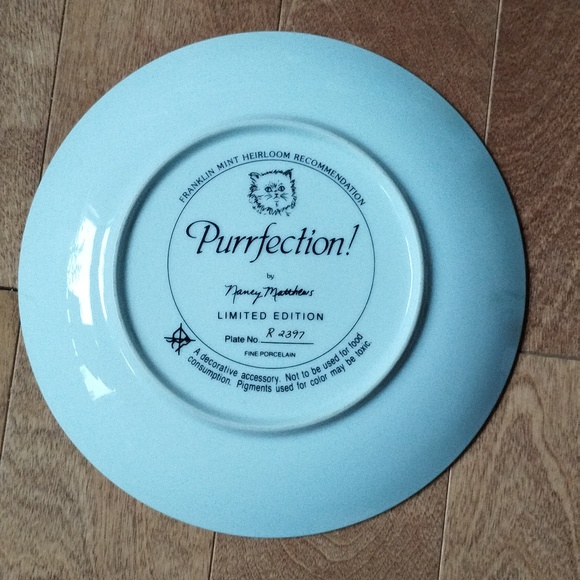 FRANKLIN MINT HEIRLOOM RECOMMENDATION
Purrfection!
by
Nancy Matthews
LIMITED EDITION
Plate No. R 2397
FINE PORCELAIN
A decorative accessory. Not to be used for food
consumption. Pigments used for color may be toxic.